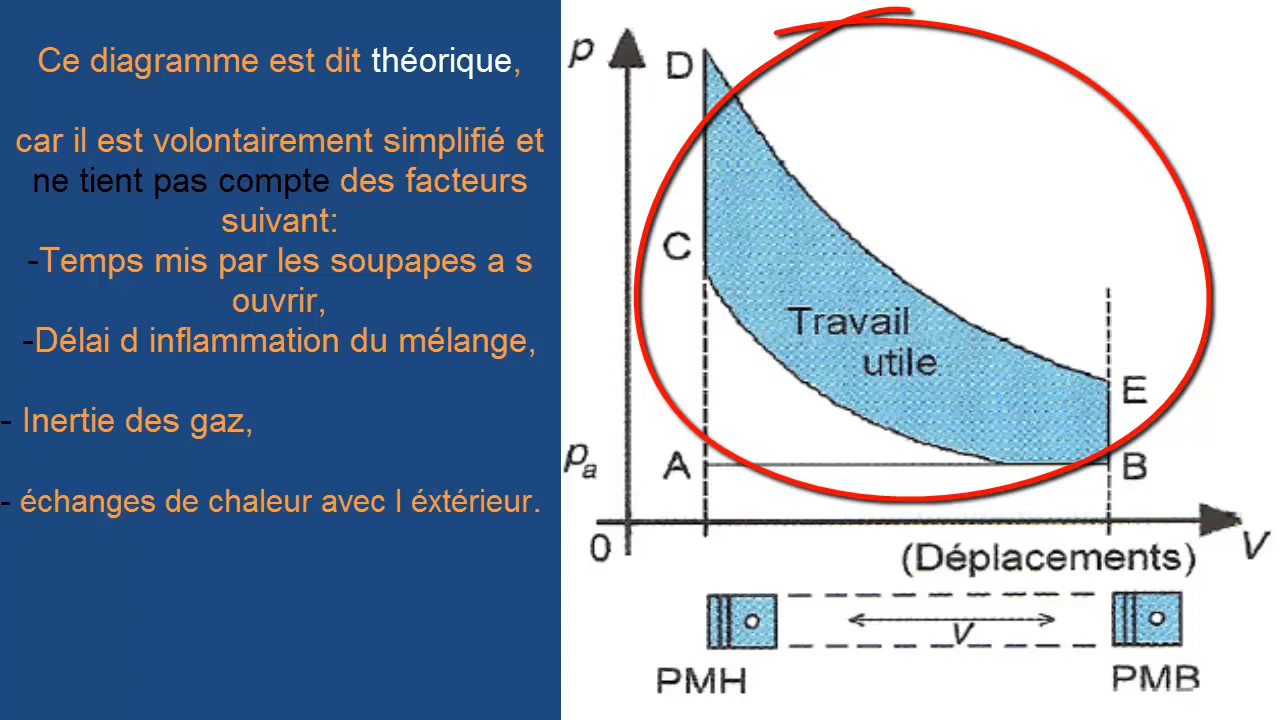 Ce diagramme est dit théorique,
car il est volontairement simplifié et
ne tient pas compte des facteurs
suivant:
-Temps mis par les soupapes a s
ouvrir,
-Délai d inflammation du mélange,
- Inertie des gaz,
- échanges de chaleur avec l éxtérieur.
p
D
C
Travail
utile
E
pa
A
B
0
V
(Déplacements)
v
PMH
PMB